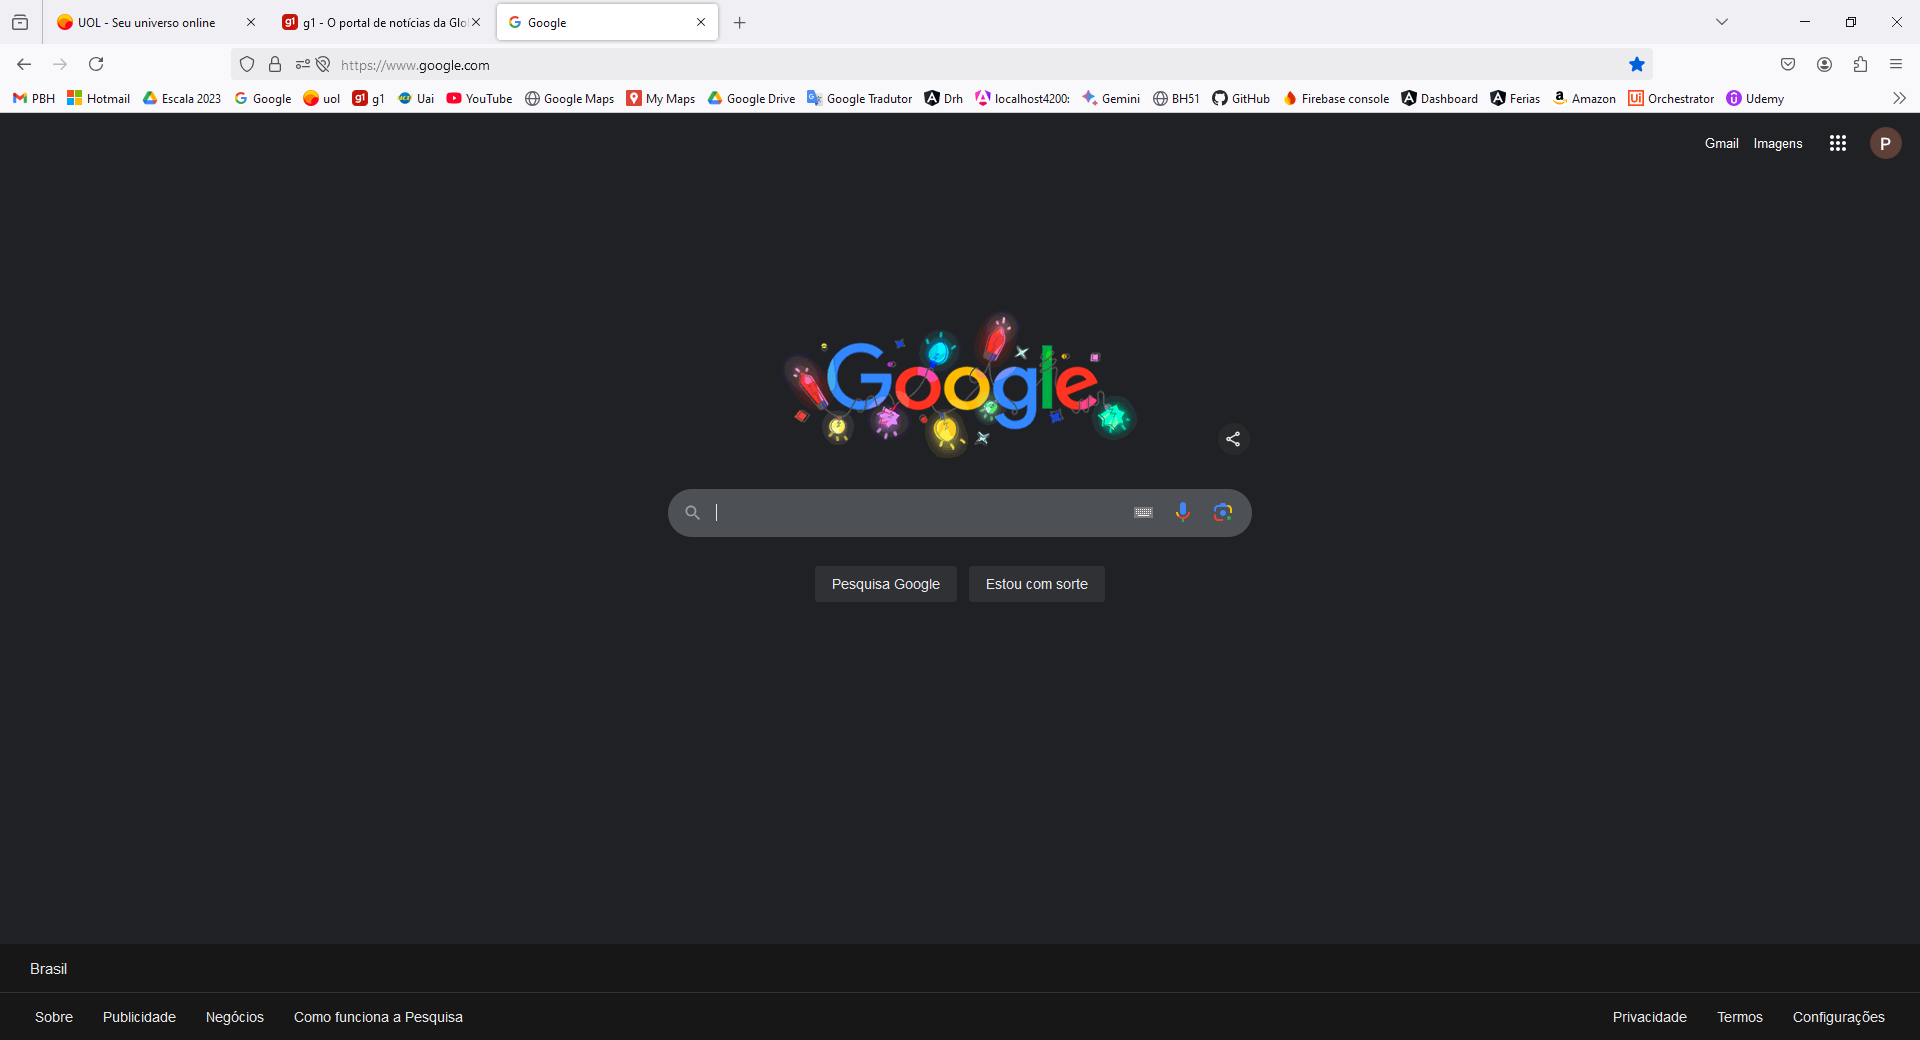 UOL - Seu universo online
g1 - O portal de notícias da Glo
Google
https://www.google.com
PBH Hotmail Escala 2023 Google uol g1 Uai YouTube Google Maps My Maps Google Drive Google Tradutor Drh localhost4200: Gemini BH51 GitHub Firebase console Dashboard Ferias Amazon Orchestrator Udemy
Gmail Imagens P
Google
Pesquisa Google Estou com sorte
Brasil
Sobre Publicidade Negócios Como funciona a Pesquisa Privacidade Termos Configurações